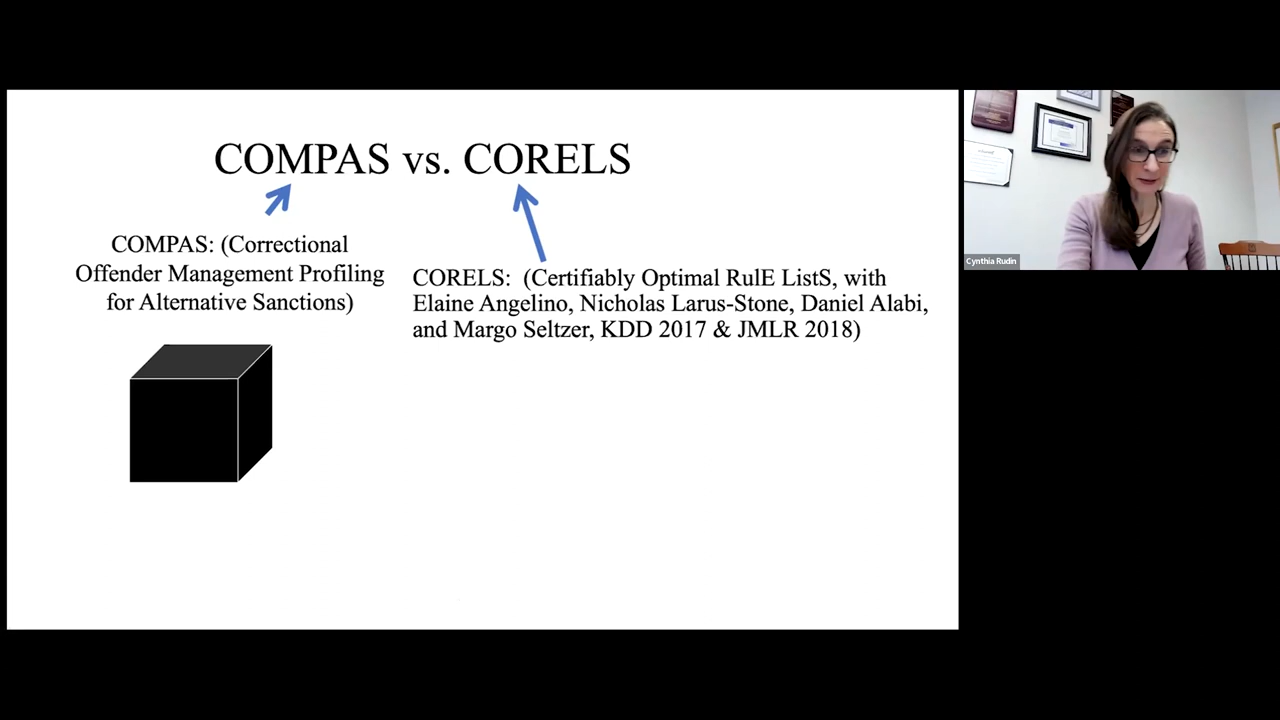 COMPAS vs. CORELS
COMPAS: (Correctional
Offender Management Profiling
for Alternative Sanctions)
CORELS:  (Certifiably Optimal RulE ListS, with
Elaine Angelino, Nicholas Larus-Stone, Daniel Alabi,
and Margo Seltzer, KDD 2017 & JMLR 2018)
Cynthia Rudin